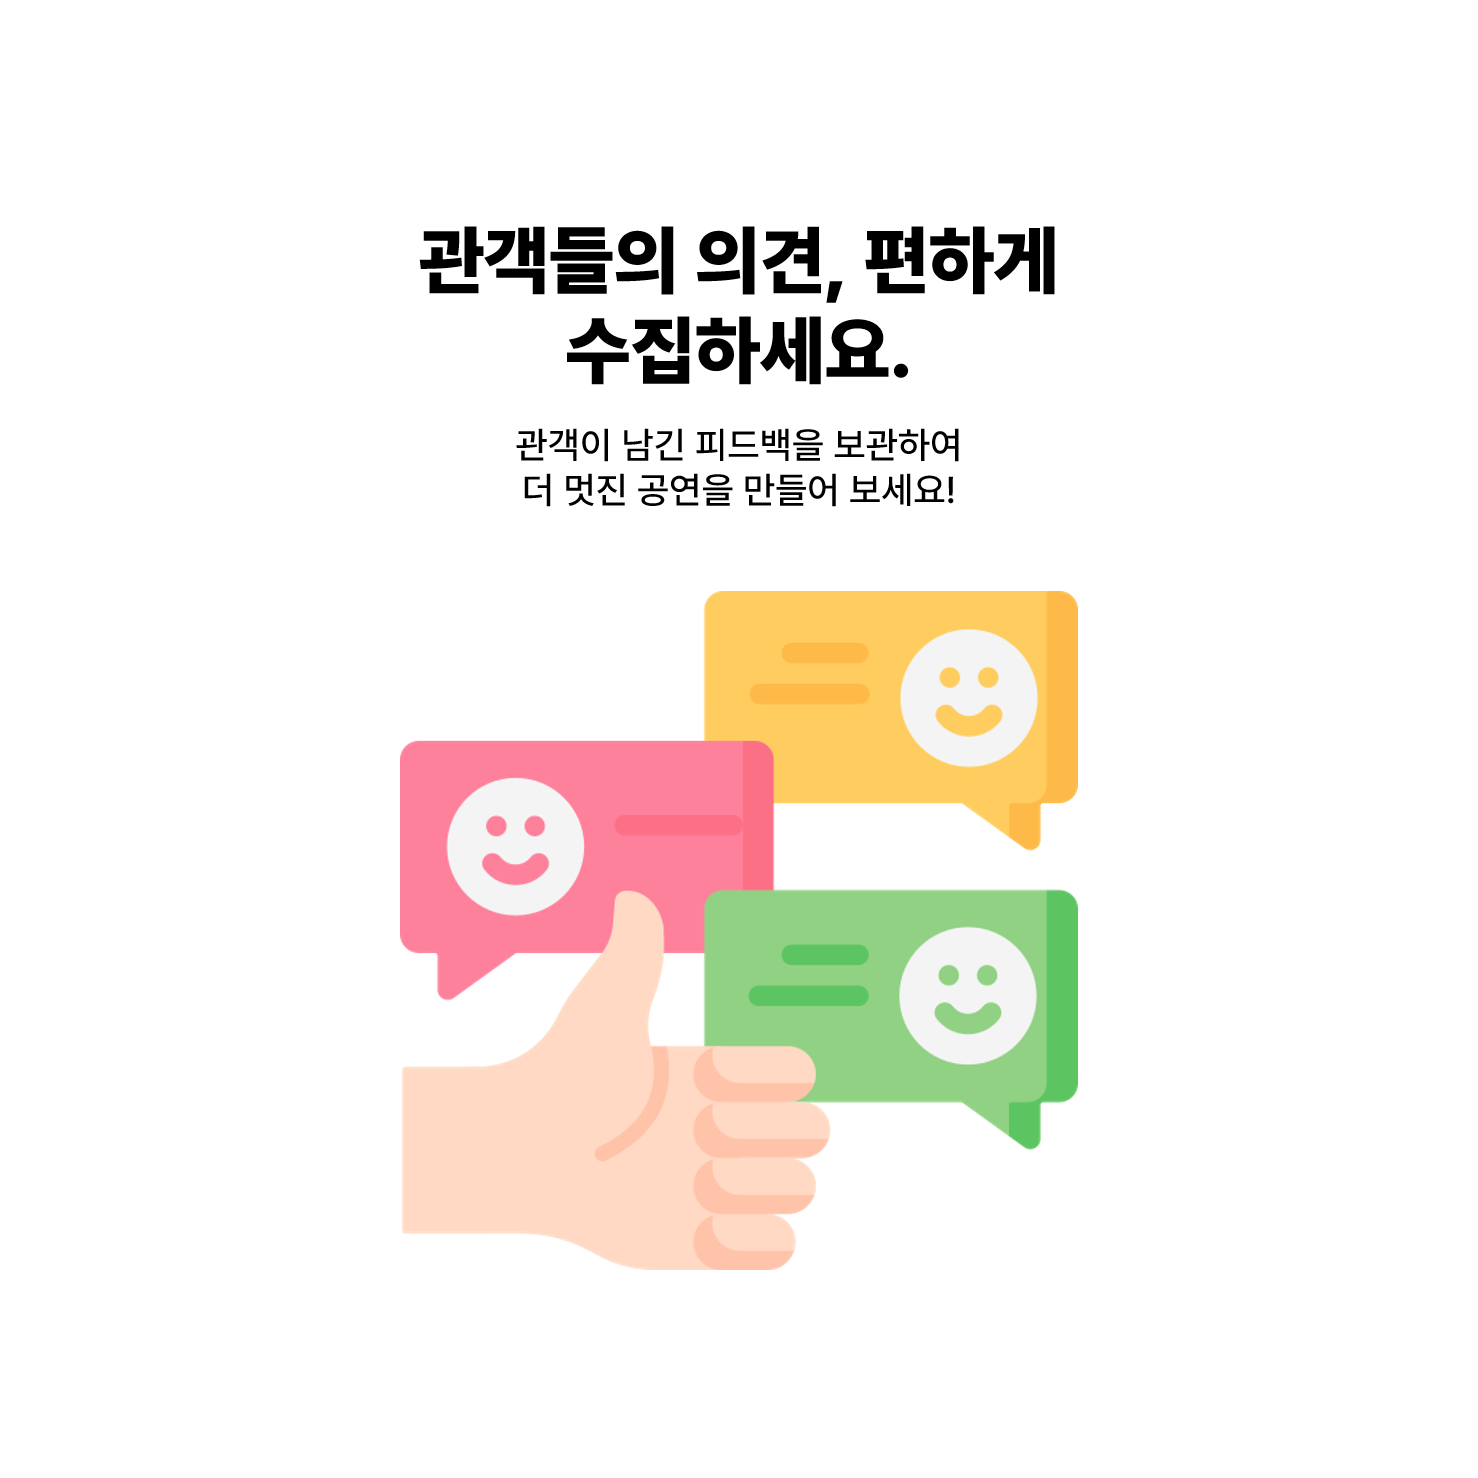 관객들의 의견, 편하게
수집하세요.
관객이 남긴 피드백을 보관하여
더 멋진 공연을 만들어 보세요!